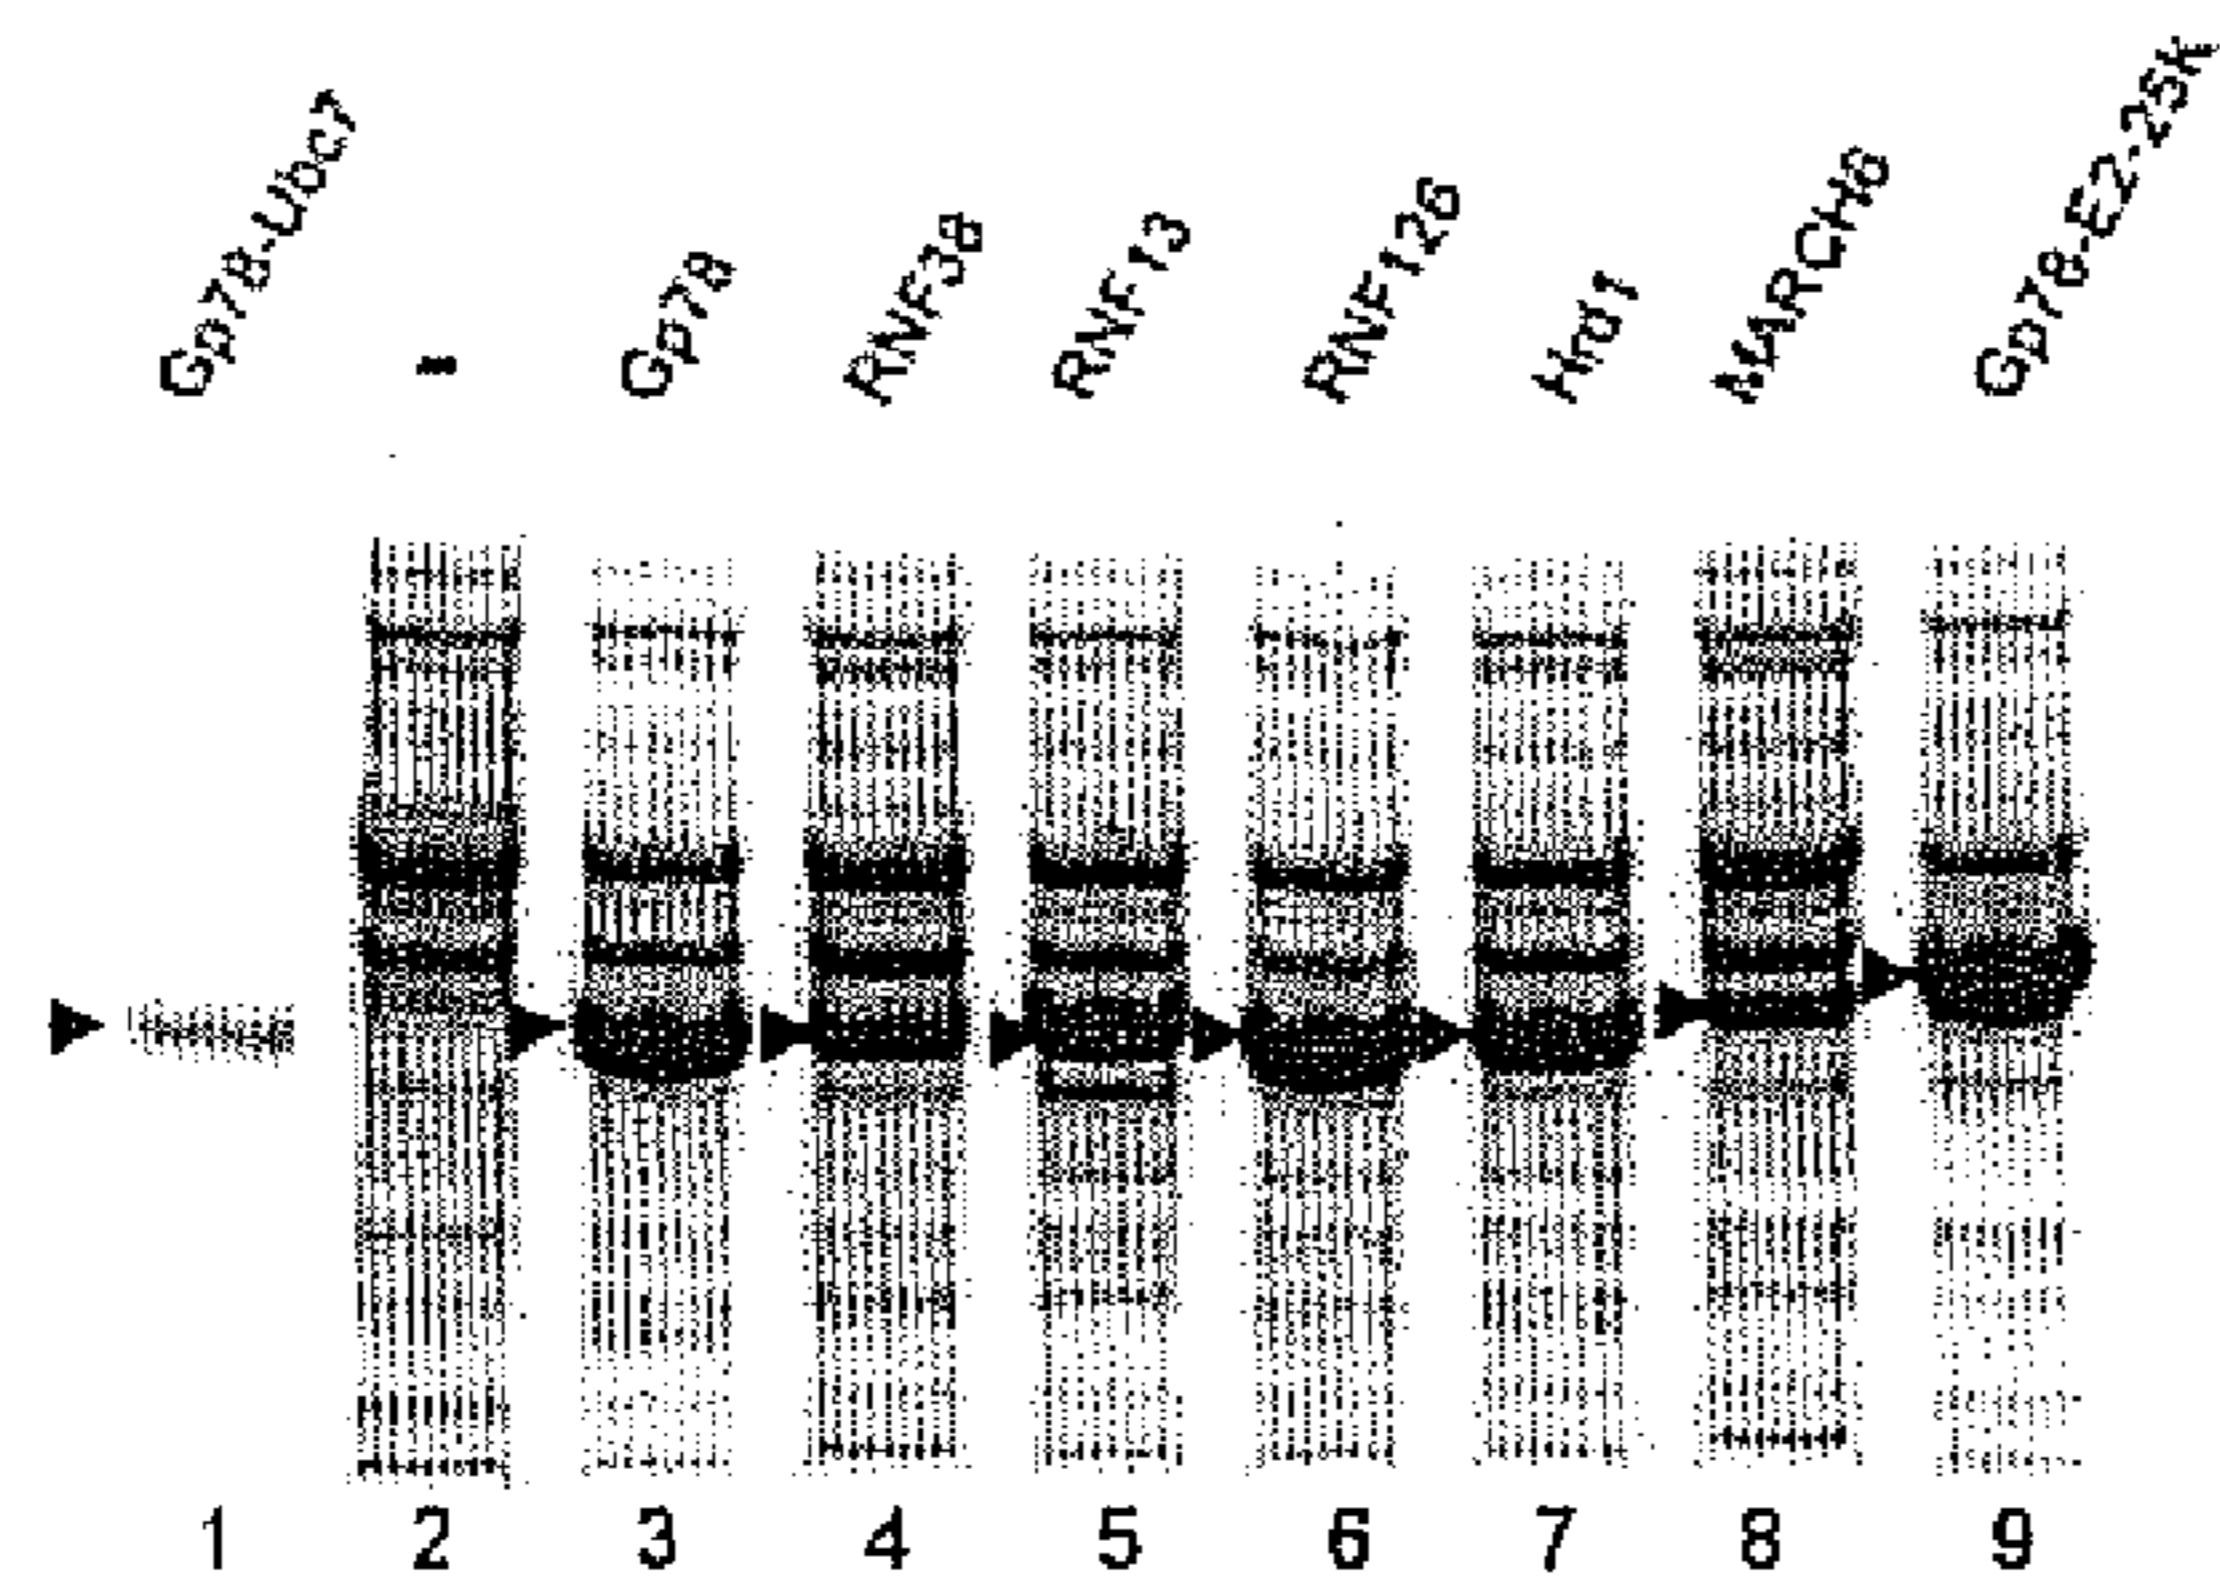 Gp78-Ubc7
-
Gp78
RNF38
RNF13
RNF126
Hrd1
MARCH6
Gp78-E2-25K
1 2 3 4 5 6 7 8 9